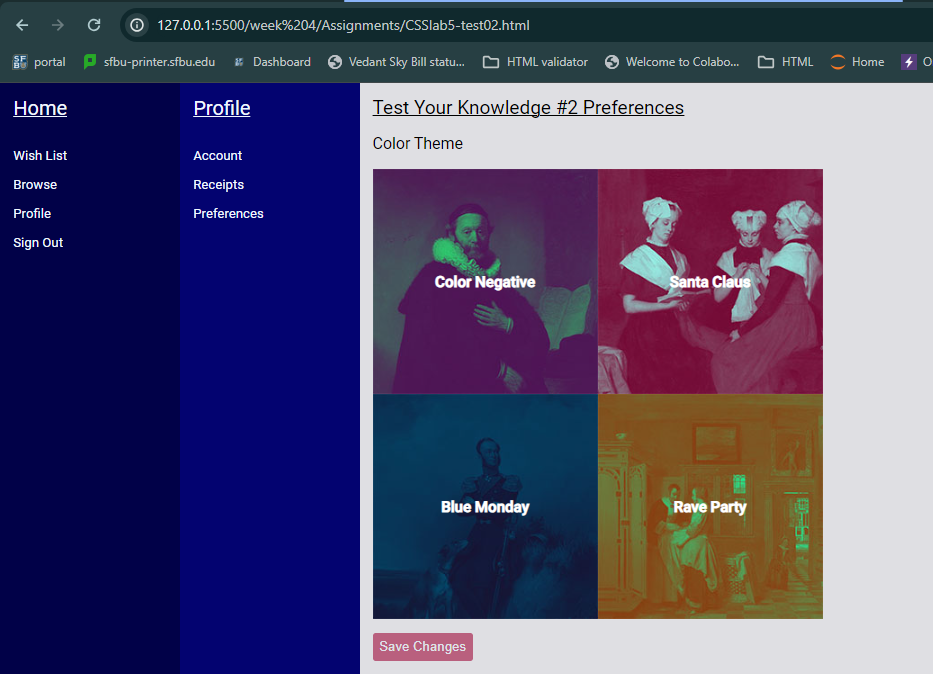 127.0.0.1:5500/week%204/Assignments/CSSlab5-test02.html
SF BU portal sfbu-printer.sfbu.edu Dashboard Vedant Sky Bill statu... HTML validator Welcome to Colabo... HTML Home O
Home
Wish List
Browse
Profile
Sign Out
Profile
Account
Receipts
Preferences
Test Your Knowledge #2 Preferences
Color Theme
Color Negative
Santa Claus
Blue Monday
Rave Party
Save Changes